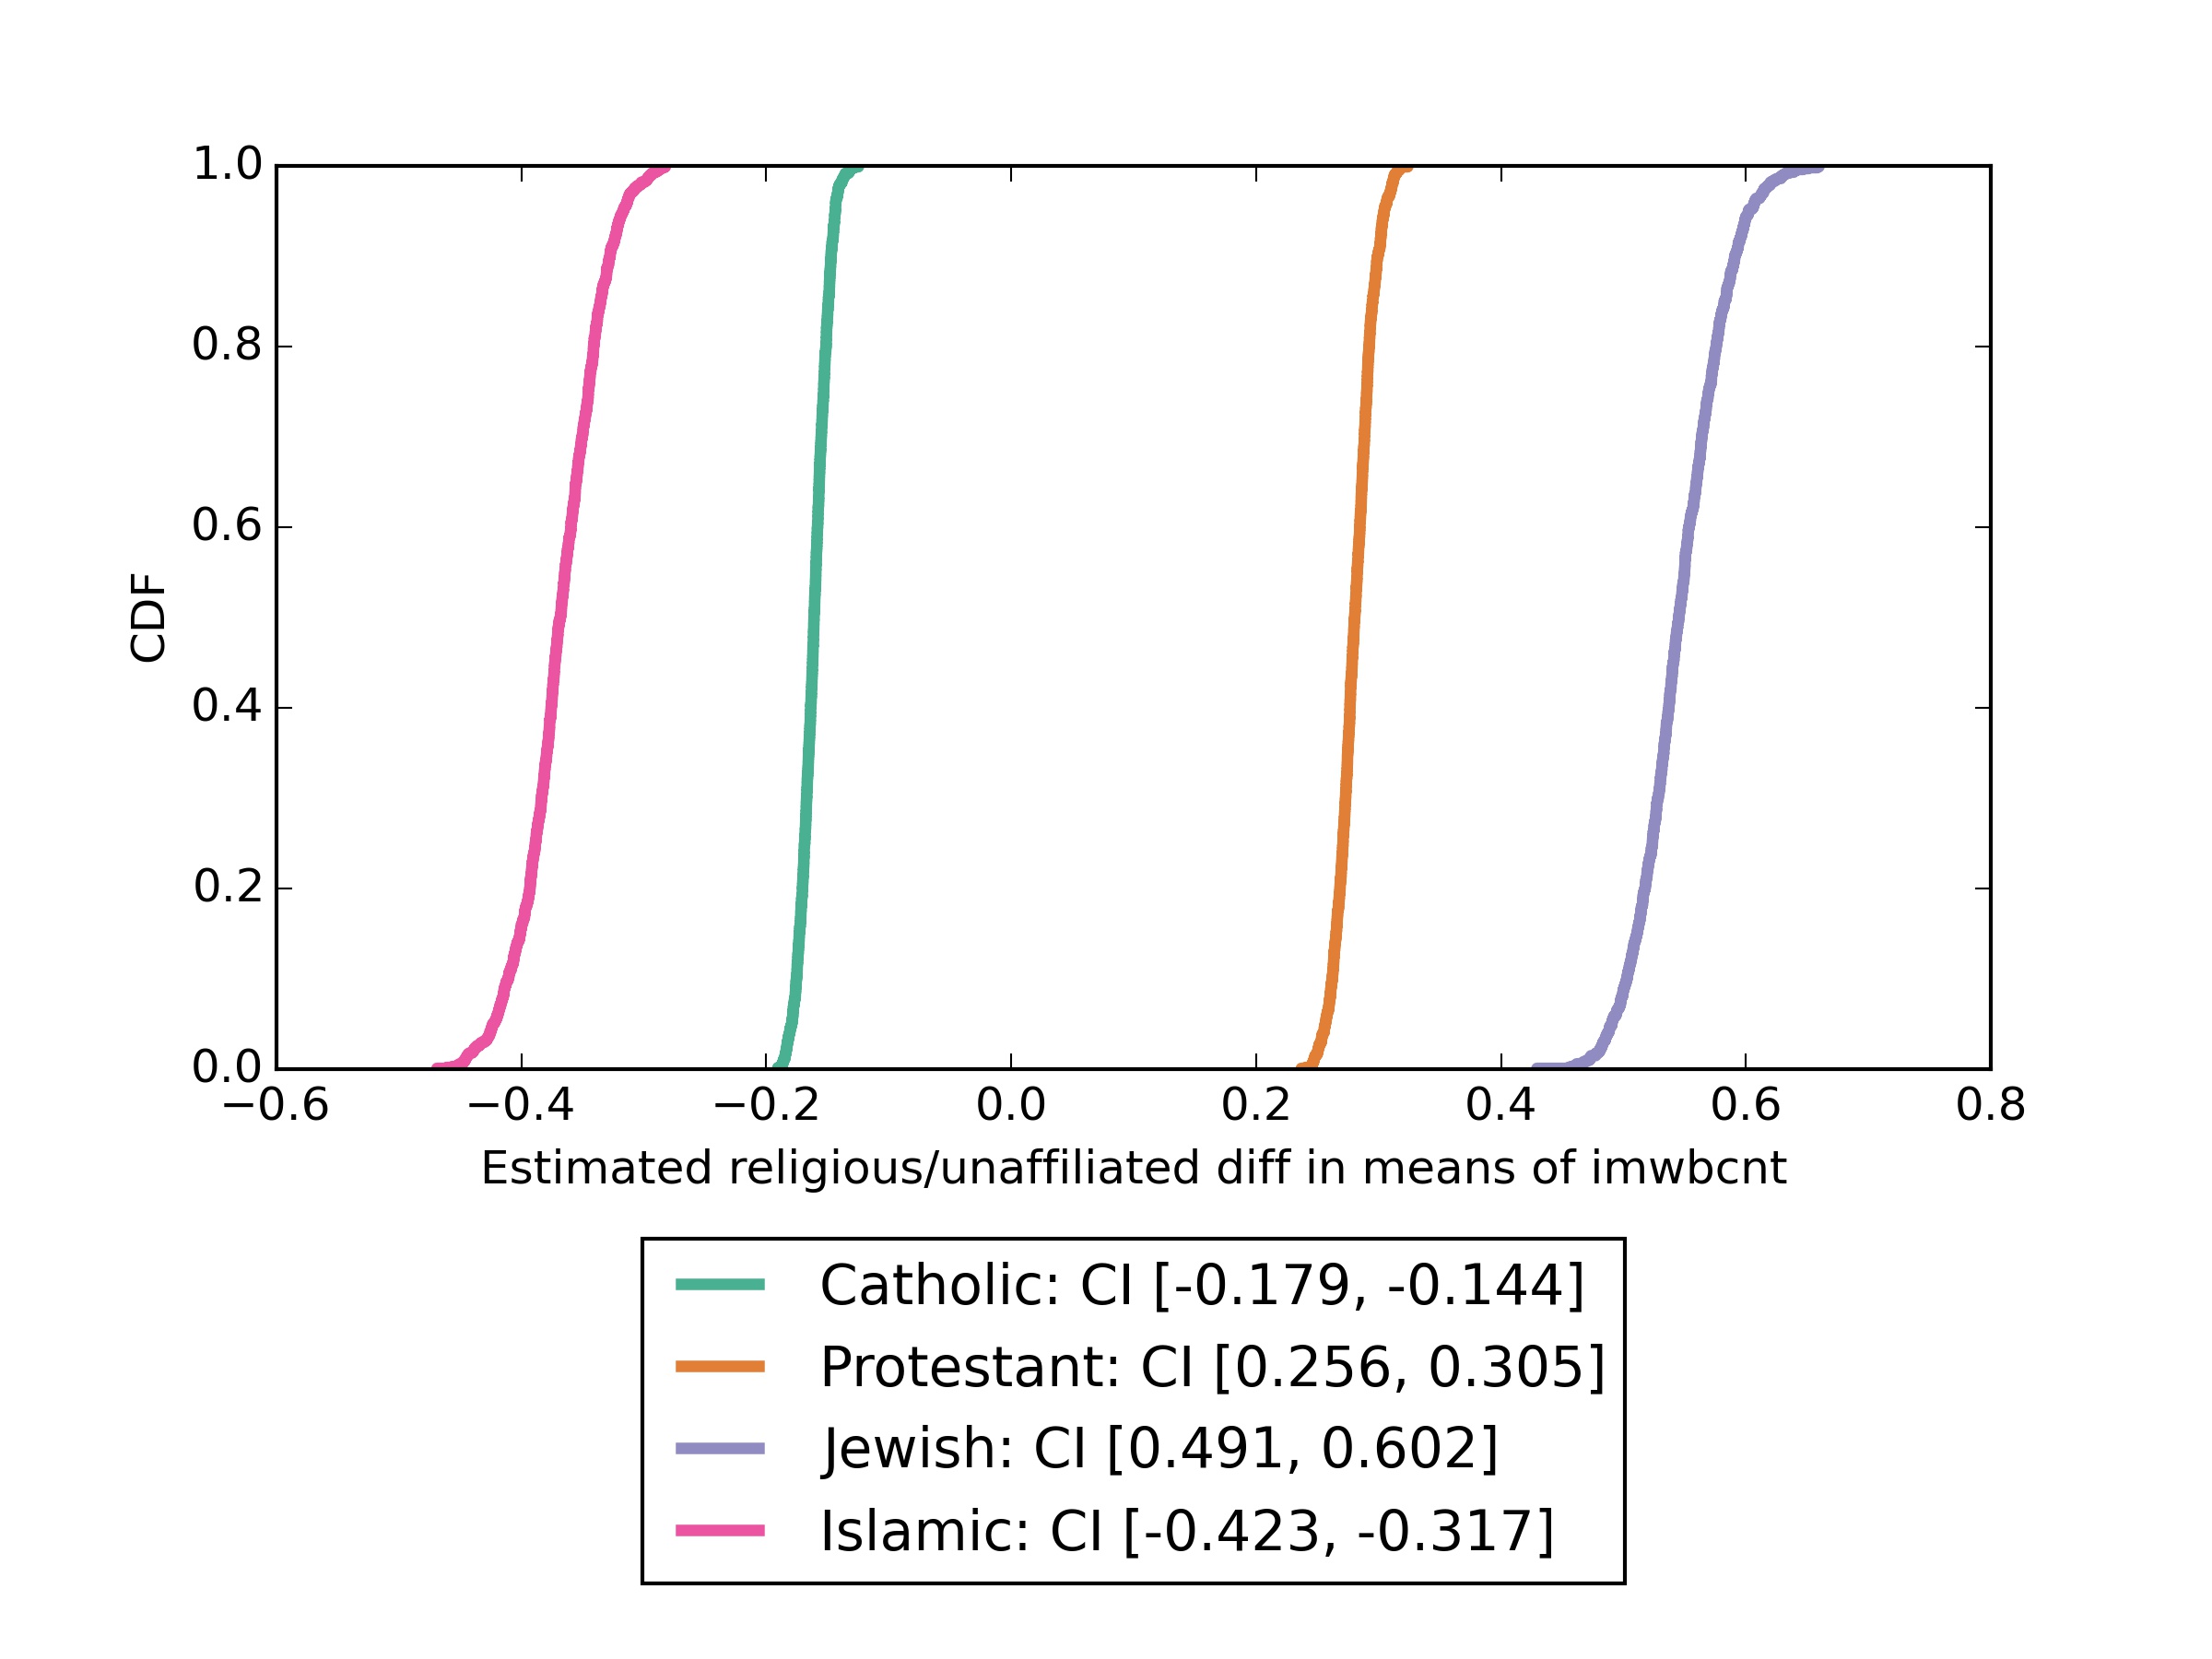 1.0
0.8
0.6
0.4
0.2
0.0
CDF
−0.6 −0.4 −0.2 0.0 0.2 0.4 0.6 0.8
Estimated religious/unaffiliated diff in means of imwbcnt
Catholic: CI [-0.179, -0.144]
Protestant: CI [0.256, 0.305]
Jewish: CI [0.491, 0.602]
Islamic: CI [-0.423, -0.317]